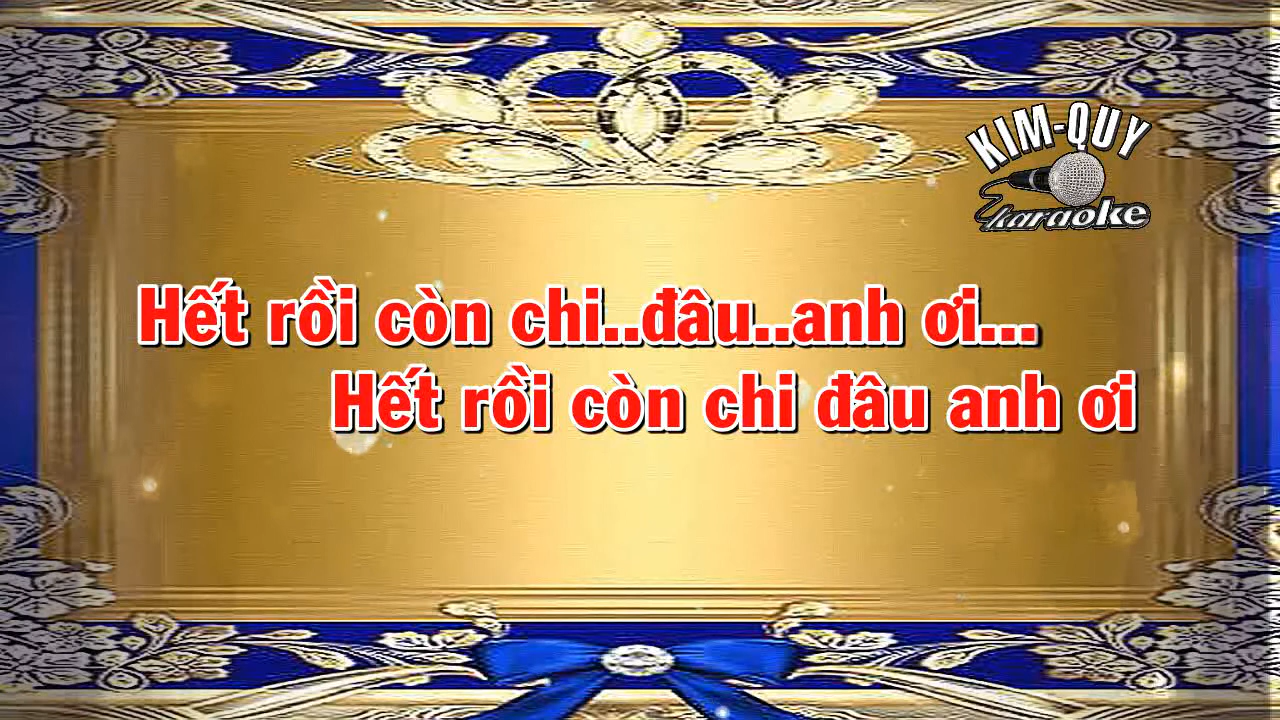 KIM-QUY
karaoke
Hết rồi còn chi..đâu..anh ơi...
Hết rồi còn chi đâu anh ơi